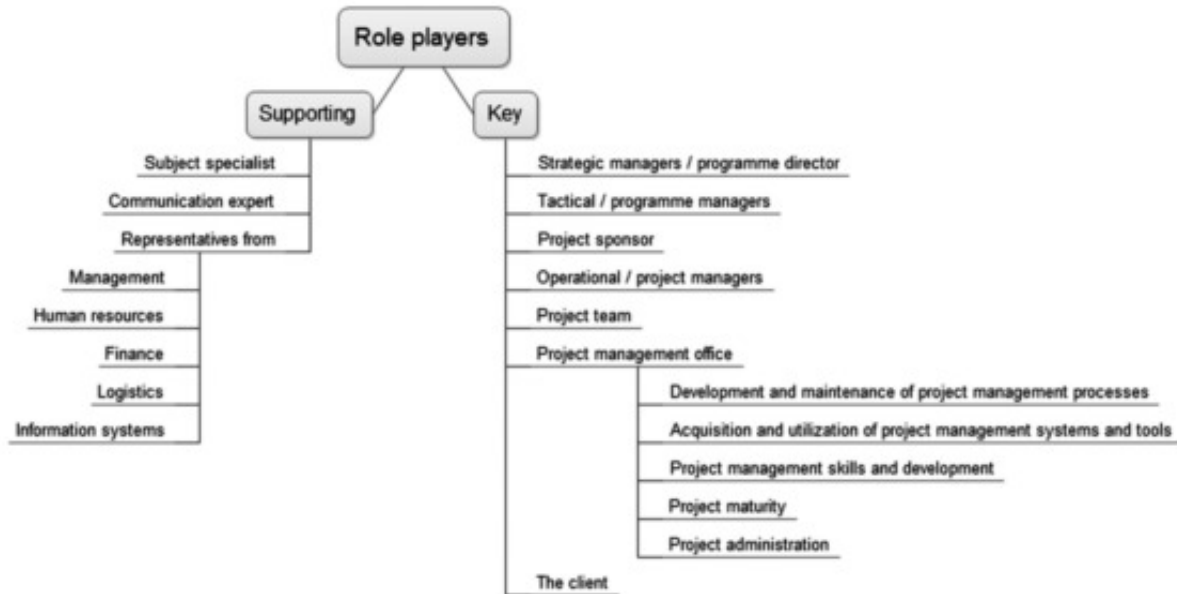 Role players
Supporting
Subject specialist
Communication expert
Representatives from
Management
Human resources
Finance
Logistics
Information systems
Key
Strategic managers / programme director
Tactical / programme managers
Project sponsor
Operational / project managers
Project team
Project management office
Development and maintenance of project management processes
Acquisition and utilization of project management systems and tools
Project management skills and development
Project maturity
Project administration
The client